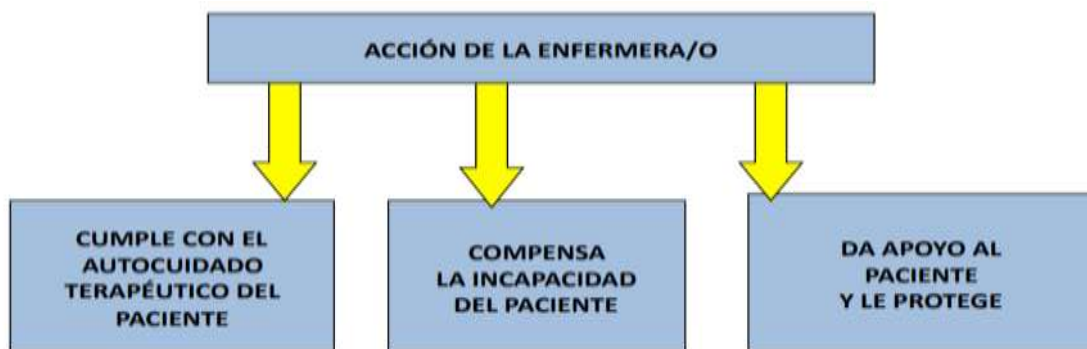 ACCIÓN DE LA ENFERMERA/O
CUMPLE CON EL
AUTOCUIDADO
TERAPÉUTICO DEL
PACIENTE
COMPENSA
LA INCAPACIDAD
DEL PACIENTE
DA APOYO AL
PACIENTE
Y LE PROTEGE